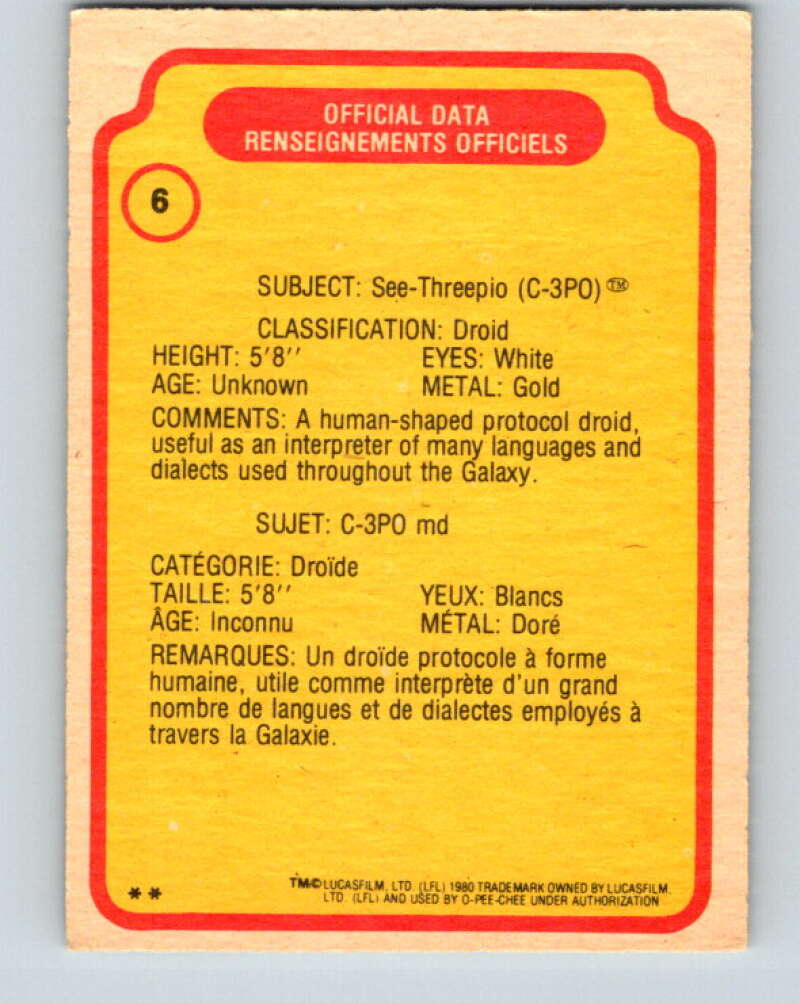 OFFICIAL DATA
RENSEIGNEMENTS OFFICIELS
6
SUBJECT: See-Threepio (C-3PO)™
CLASSIFICATION: Droid
HEIGHT: 5'8'' EYES: White
AGE: Unknown METAL: Gold
COMMENTS: A human-shaped protocol droid,
useful as an interpreter of many languages and
dialects used throughout the Galaxy.
SUJET: C-3PO md
CATÉGORIE: Droïde
TAILLE: 5'8'' YEUX: Blancs
ÂGE: Inconnu MÉTAL: Doré
REMARQUES: Un droïde protocole à forme
humaine, utile comme interprète d'un grand
nombre de langues et de dialectes employés à
travers la Galaxie.
** TM©LUCASFILM, LTD. (LFL) 1980 TRADEMARK OWNED BY LUCASFILM,
LTD. (LFL) AND USED BY O-PEE-CHEE UNDER AUTHORIZATION